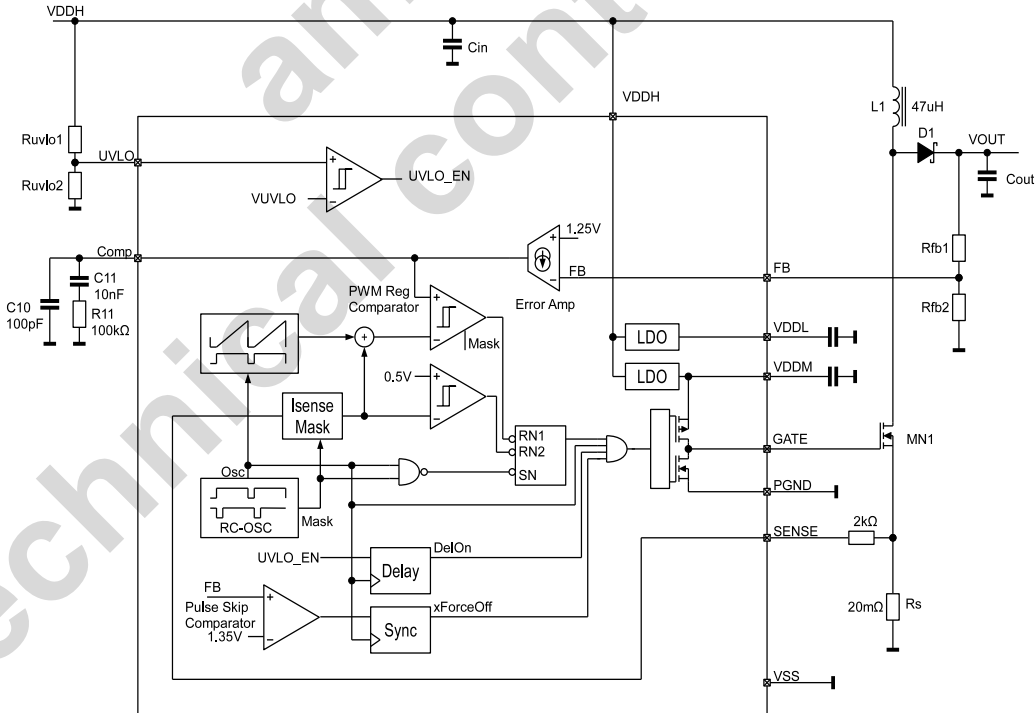 VDDH
Cin
VDDH
L1
47uH
D1
VOUT
Cout
Ruvlo1
UVLO
Ruvlo2
VUVLO
+
−
UVLO_EN
Comp
C11
10nF
C10
100pF
R11
100kΩ
1.25V
+
−
FB
Error Amp
FB
Rfb1
Rfb2
PWM Reg
Comparator
+
−
Mask
+
LDO
VDDL
LDO
VDDM
0.5V
+
−
Isense
Mask
RN1
RN2
SN
GATE
MN1
PGND
Osc
RC-OSC
Mask
SENSE
2kΩ
UVLO_EN
Delay
DelOn
FB
Pulse Skip
Comparator
1.35V
+
−
Sync
xForceOff
20mΩ
Rs
VSS
technical cont
am